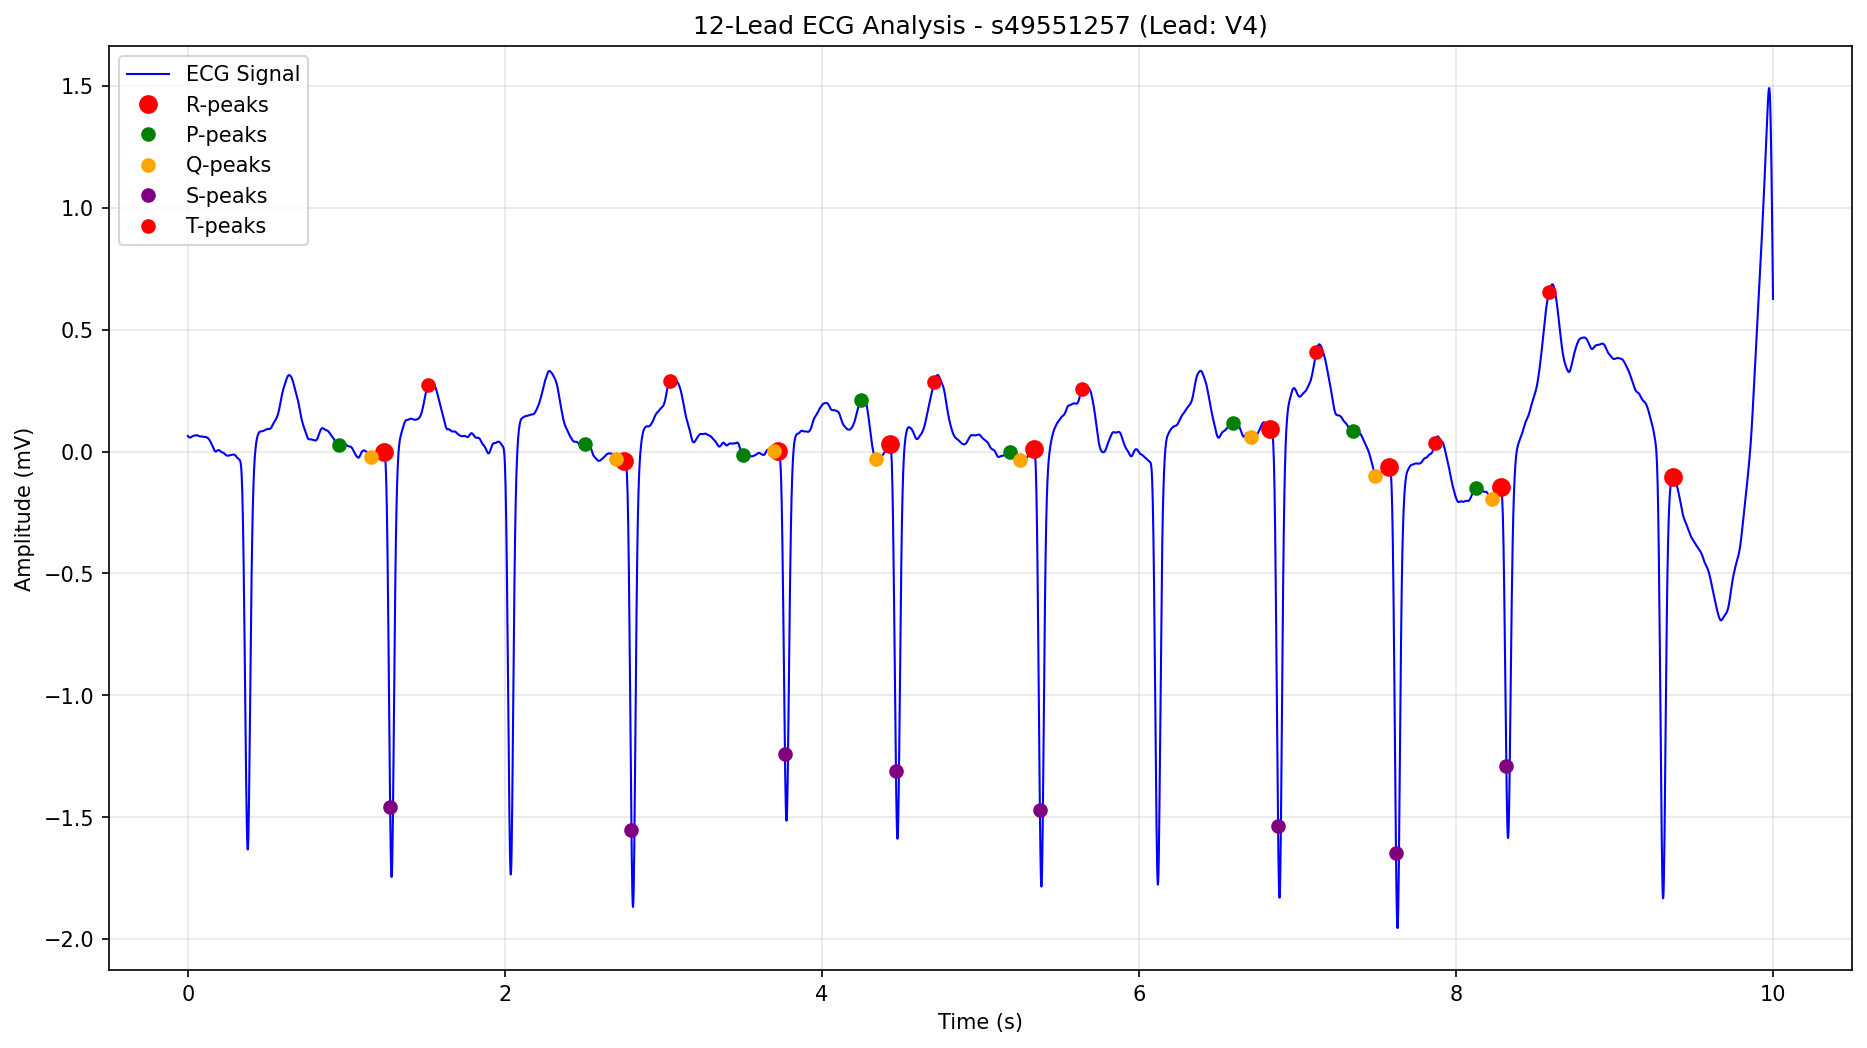 12-Lead ECG Analysis - s49551257 (Lead: V4)
ECG Signal
R-peaks
P-peaks
Q-peaks
S-peaks
T-peaks
Amplitude (mV)
1.5
1.0
0.5
0.0
−0.5
−1.0
−1.5
−2.0
0 2 4 6 8 10
Time (s)